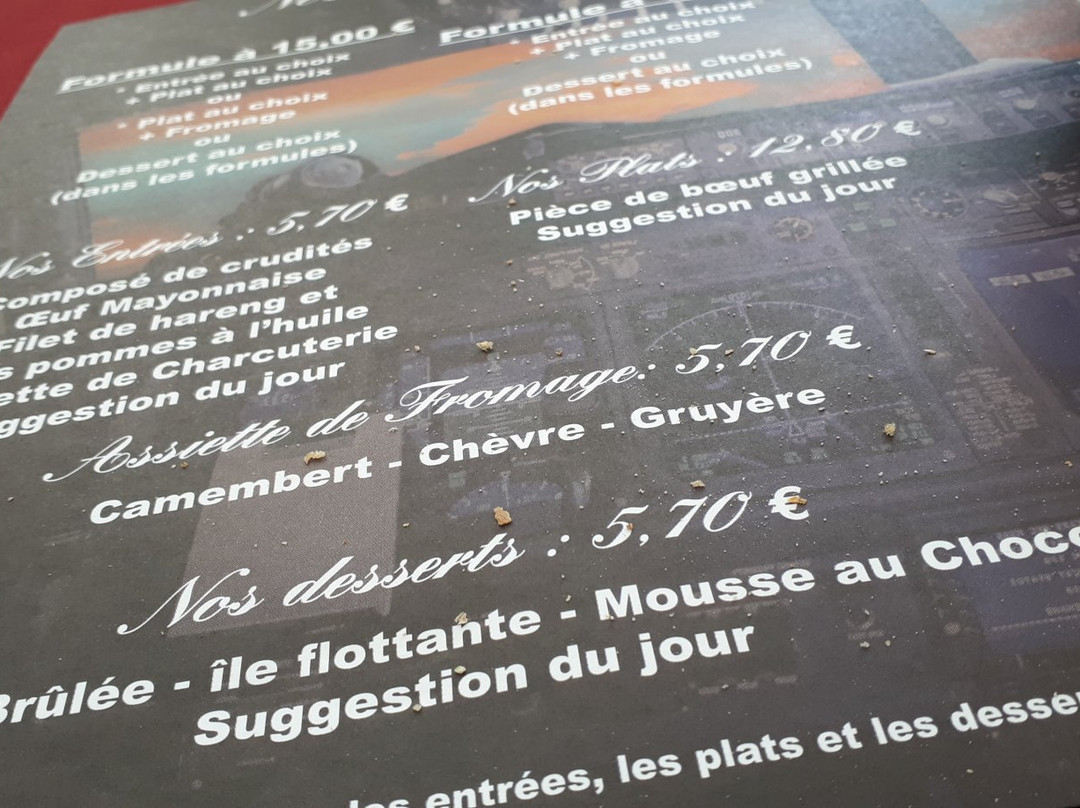 Formule à 15,00 €
- Entrée au choix
+ Plat au choix
ou
- Plat au choix
+ Fromage
ou
Dessert au choix
(dans les formules)
Formule à
- Entrée au choix
+ Plat au choix
+ Fromage
ou
Dessert au choix
(dans les formules)
Nos Entrées : 5,70 €
omposé de crudités
Œuf Mayonnaise
Filet de hareng et
s pommes à l'huile
ette de Charcuterie
ggestion du jour
Nos Plats : 12,80 €
Pièce de bœuf grillée
Suggestion du jour
Assiette de Fromage: 5,70 €
Camembert - Chèvre - Gruyère
Nos desserts : 5,70 €
Brûlée - île flottante - Mousse au Choco
Suggestion du jour
les entrées, les plats et les desser